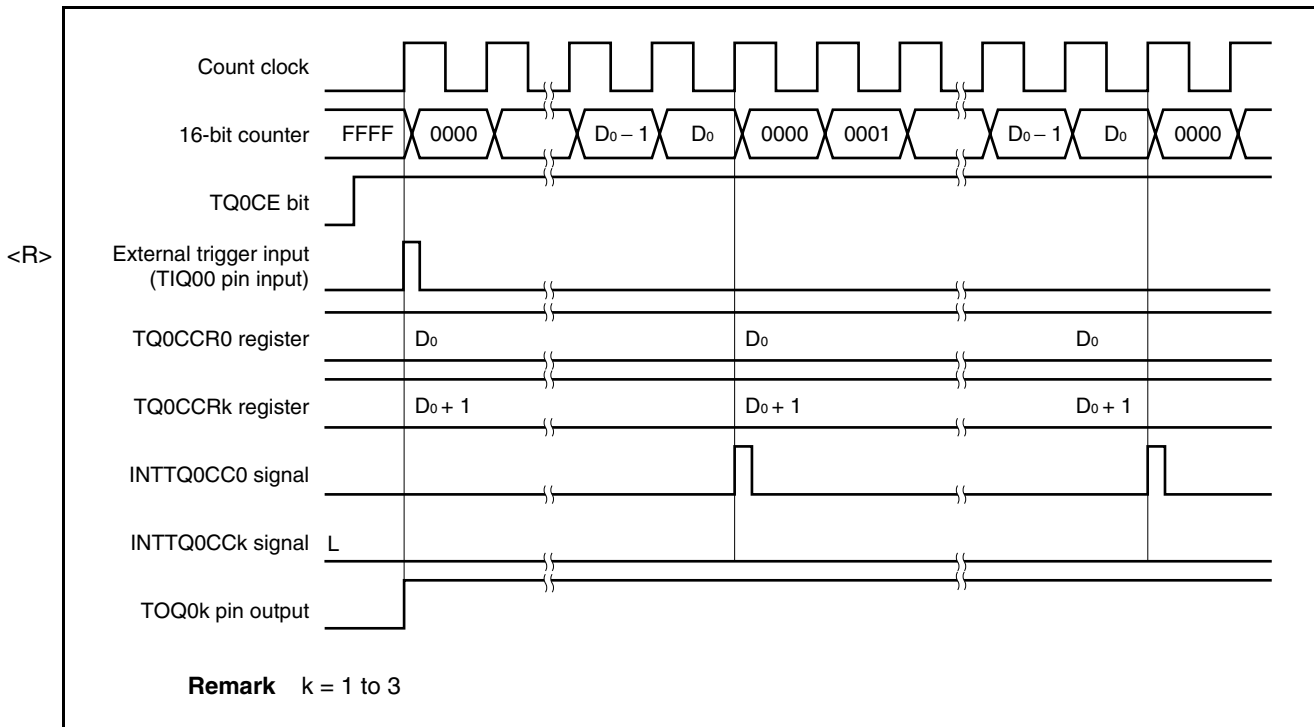 Count clock
16-bit counter FFFF 0000 D0 – 1 D0 0000 0001 D0 – 1 D0 0000
TQ0CE bit
<R>
External trigger input
(TIQ00 pin input)
TQ0CCR0 register D0 D0 D0
TQ0CCRk register D0 + 1 D0 + 1 D0 + 1
INTTQ0CC0 signal
INTTQ0CCk signal L
TOQ0k pin output
Remark k = 1 to 3